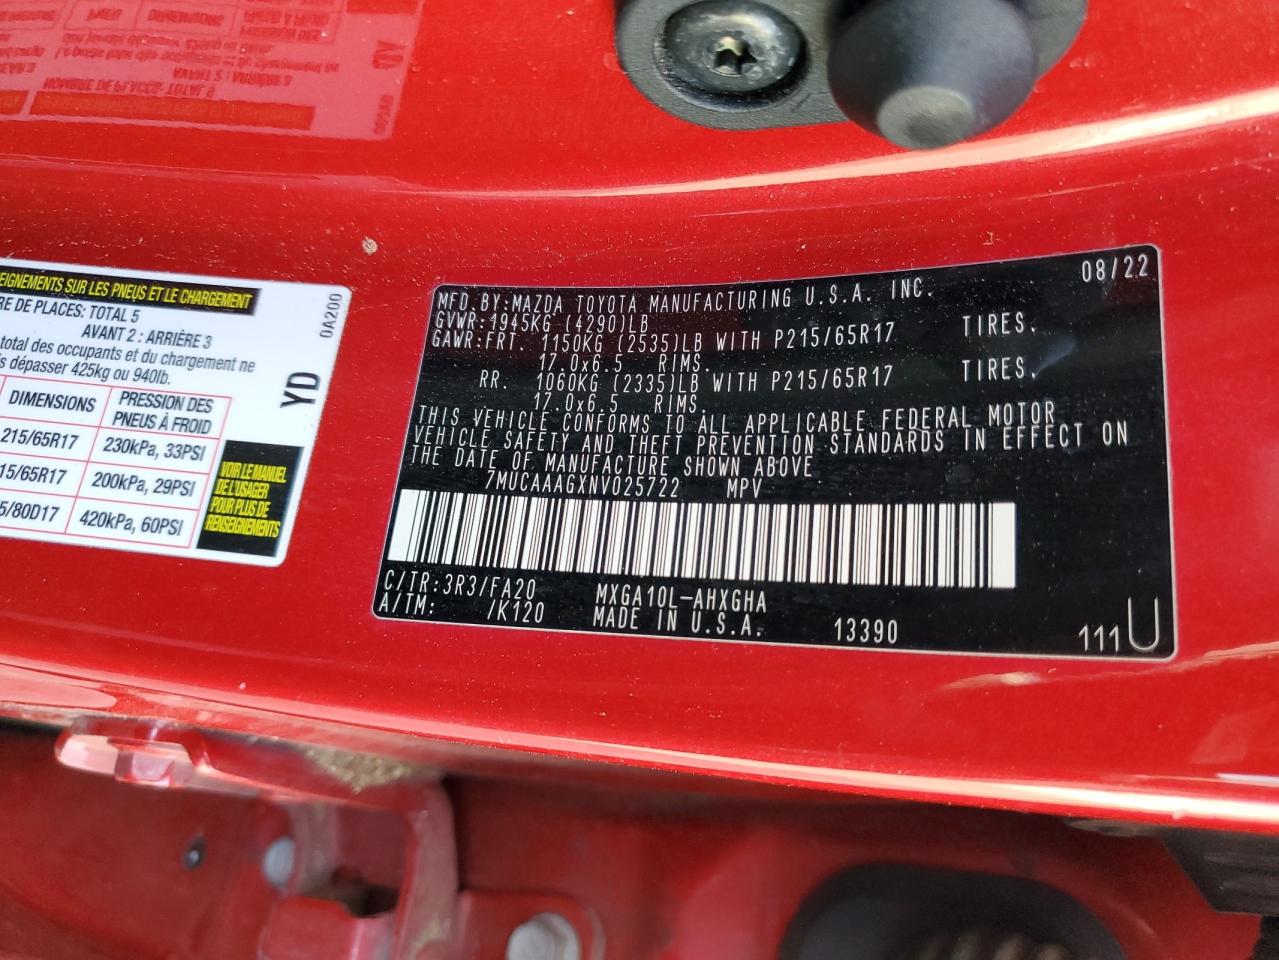 EIGNEMENTS SUR LES PNEUS ET LE CHARGEMENT
RE DE PLACES: TOTAL 5
AVANT 2 : ARRIÈRE 3
total des occupants et du chargement ne
s dépasser 425kg ou 940lb.
DIMENSIONS PRESSION DES PNEUS À FROID
215/65R17 230kPa, 33PSI
15/65R17 200kPa, 29PSI
5/80D17 420kPa, 60PSI
0A200
YD
VOIR LE MANUEL
DE L'USAGER
POUR PLUS DE
RENSEIGNEMENTS
08/22
MFD. BY:MAZDA TOYOTA MANUFACTURING U.S.A. INC.
GVWR:1945KG (4290)LB
GAWR:FRT. 1150KG (2535)LB WITH P215/65R17 TIRES.
17.0x6.5 RIMS.
RR. 1060KG (2335)LB WITH P215/65R17 TIRES.
17.0x6.5 RIMS.
THIS VEHICLE CONFORMS TO ALL APPLICABLE FEDERAL MOTOR
VEHICLE SAFETY AND THEFT PREVENTION STANDARDS IN EFFECT ON
THE DATE OF MANUFACTURE SHOWN ABOVE
7MUCAAAGXNV025722 MPV
C/TR:3R3/FA20 MXGA10L-AHXGHA
A/TM: /K120 MADE IN U.S.A. 13390 111U